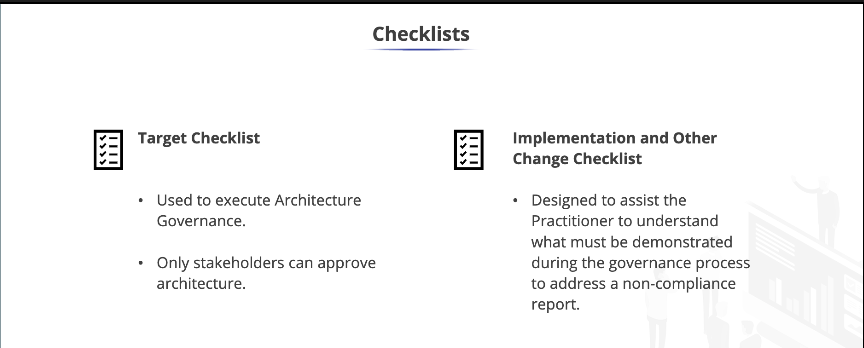 Checklists
Target Checklist
• Used to execute Architecture
Governance.
• Only stakeholders can approve
architecture.
Implementation and Other
Change Checklist
• Designed to assist the
Practitioner to understand
what must be demonstrated
during the governance process
to address a non-compliance
report.